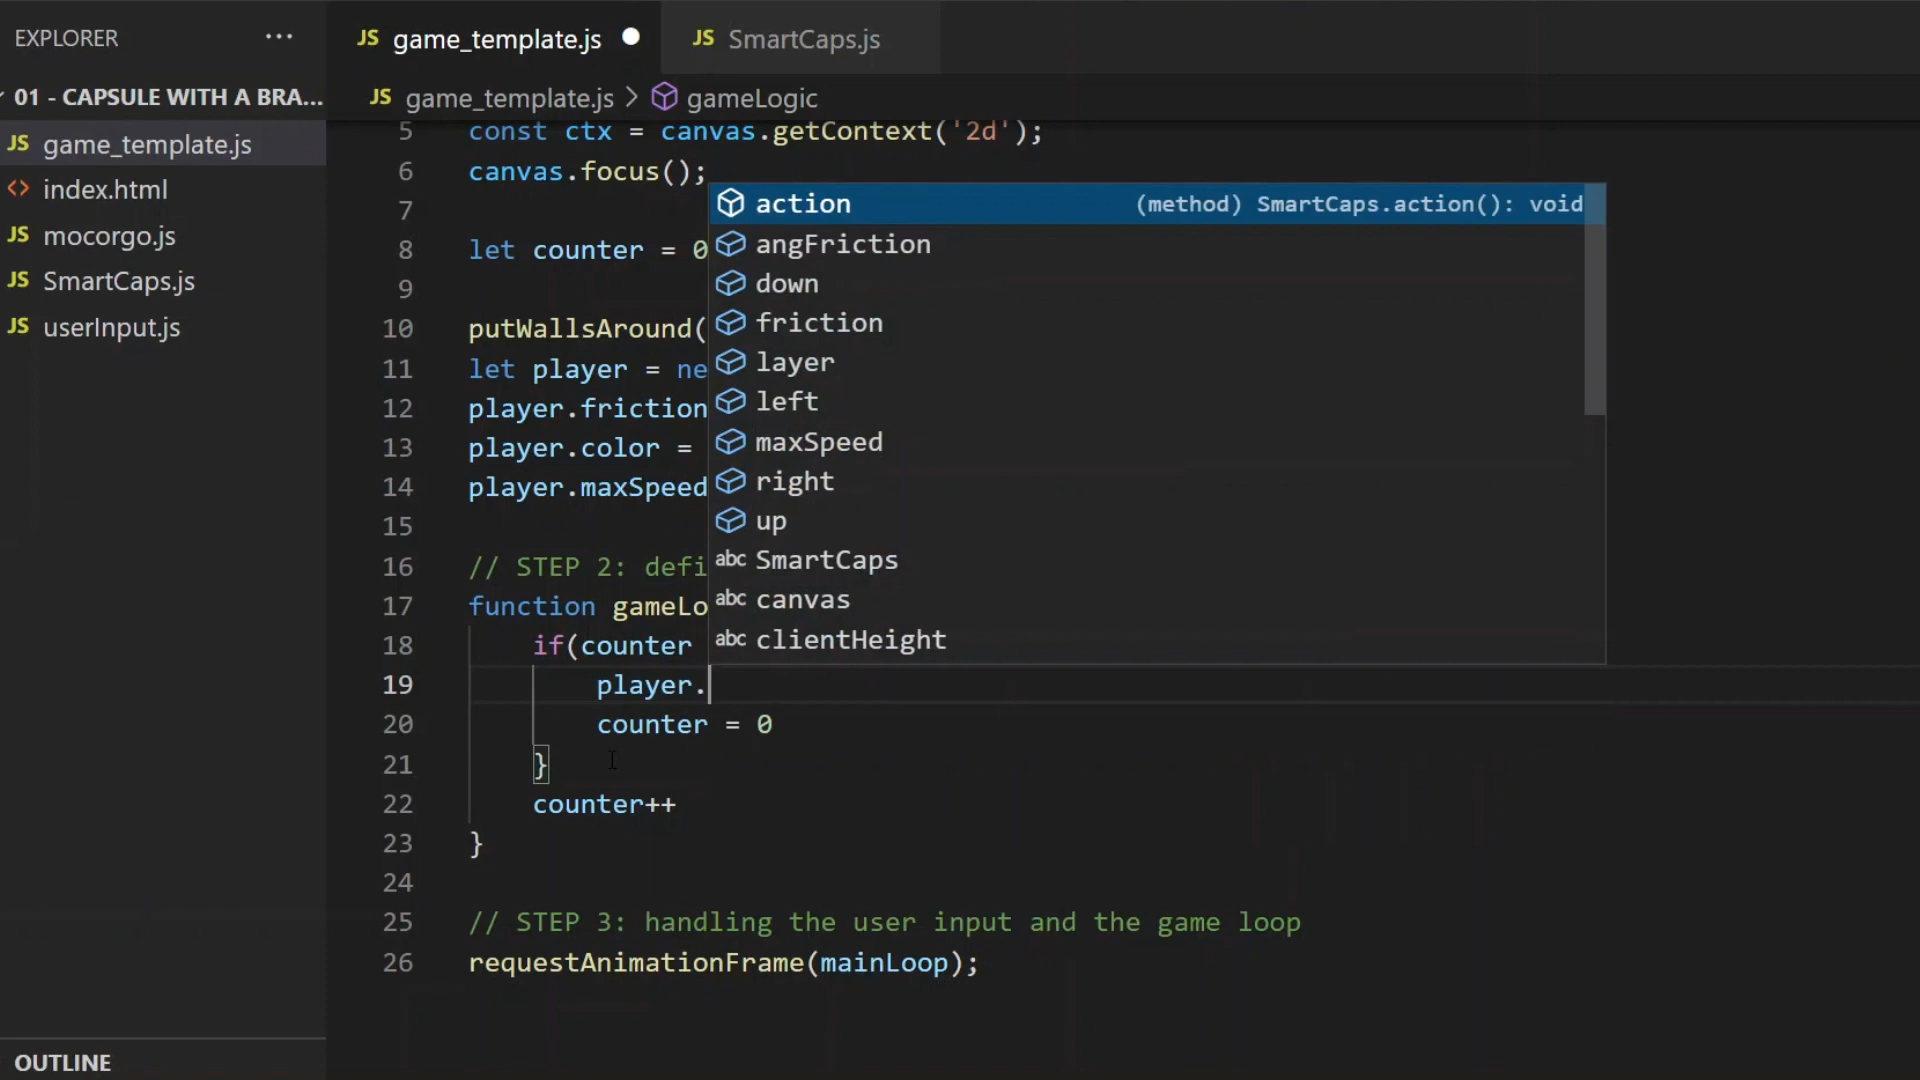 EXPLORER
01 - CAPSULE WITH A BRA...
JS game_template.js
<> index.html
JS mocorgo.js
JS SmartCaps.js
JS userInput.js
OUTLINE
JS game_template.js
JS SmartCaps.js
JS game_template.js > gameLogic
5 const ctx = canvas.getContext('2d');
6 canvas.focus();
7
8 let counter = 0
9
10 putWallsAround(
11 let player = ne
12 player.friction
13 player.color =
14 player.maxSpeed
15
16 // STEP 2: defi
17 function gameLo
18 if(counter
19 player.
20 counter = 0
21 }
22 counter++
23 }
24
25 // STEP 3: handling the user input and the game loop
26 requestAnimationFrame(mainLoop);
action (method) SmartCaps.action(): void
angFriction
down
friction
layer
left
maxSpeed
right
up
abc SmartCaps
abc canvas
abc clientHeight